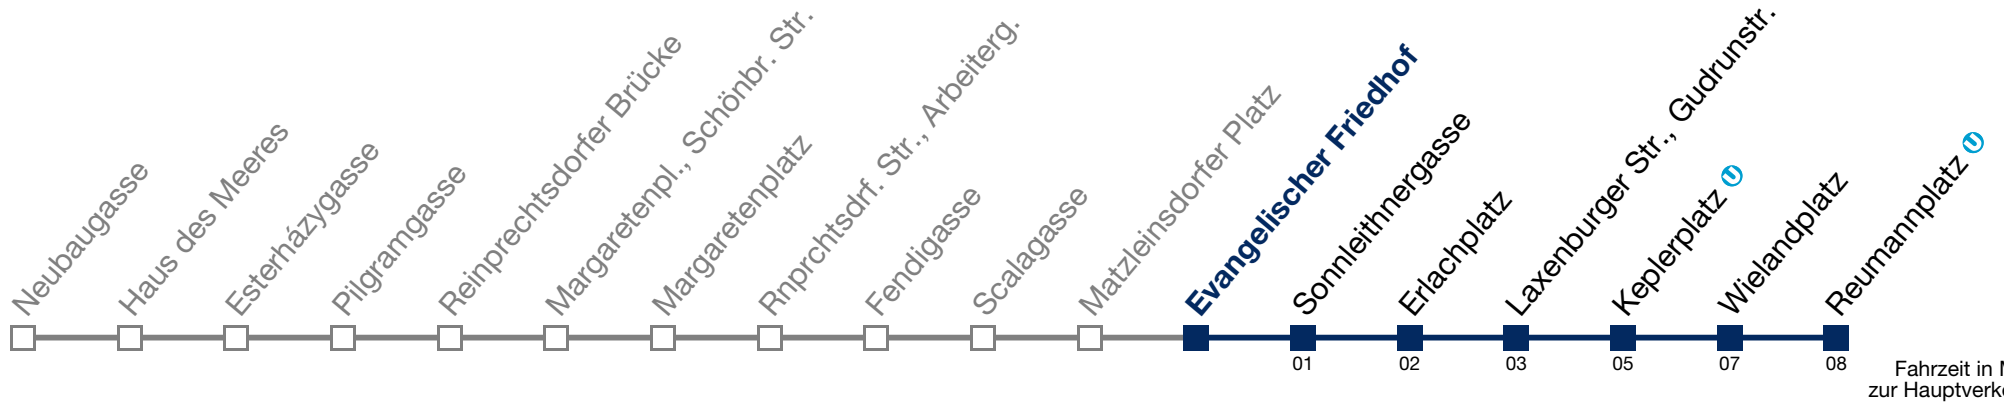 Neubaugasse
Haus des Meeres
Esterházygasse
Pilgramgasse
Reinprechtsdorfer Brücke
Margaretenpl., Schönbr. Str.
Margaretenplatz
Rnprchtsdrf. Str., Arbeiterg.
Fendigasse
Scalagasse
Matzleinsdorfer Platz
Evangelischer Friedhof
Sonnleithnergasse
Erlachplatz
Laxenburger Str., Gudrunstr.
Keplerplatz
Wielandplatz
Reumannplatz
01 02 03 05 07 08
Fahrzeit in
zur